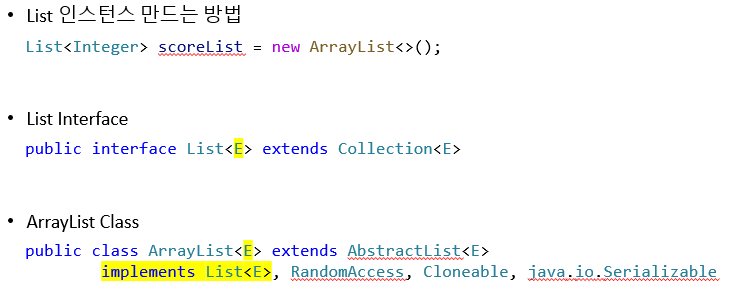 • List 인스턴스 만드는 방법
List<Integer> scoreList = new ArrayList<>();
• List Interface
public interface List<E> extends Collection<E>
• ArrayList Class
public class ArrayList<E> extends AbstractList<E>
implements List<E>, RandomAccess, Cloneable, java.io.Serializable